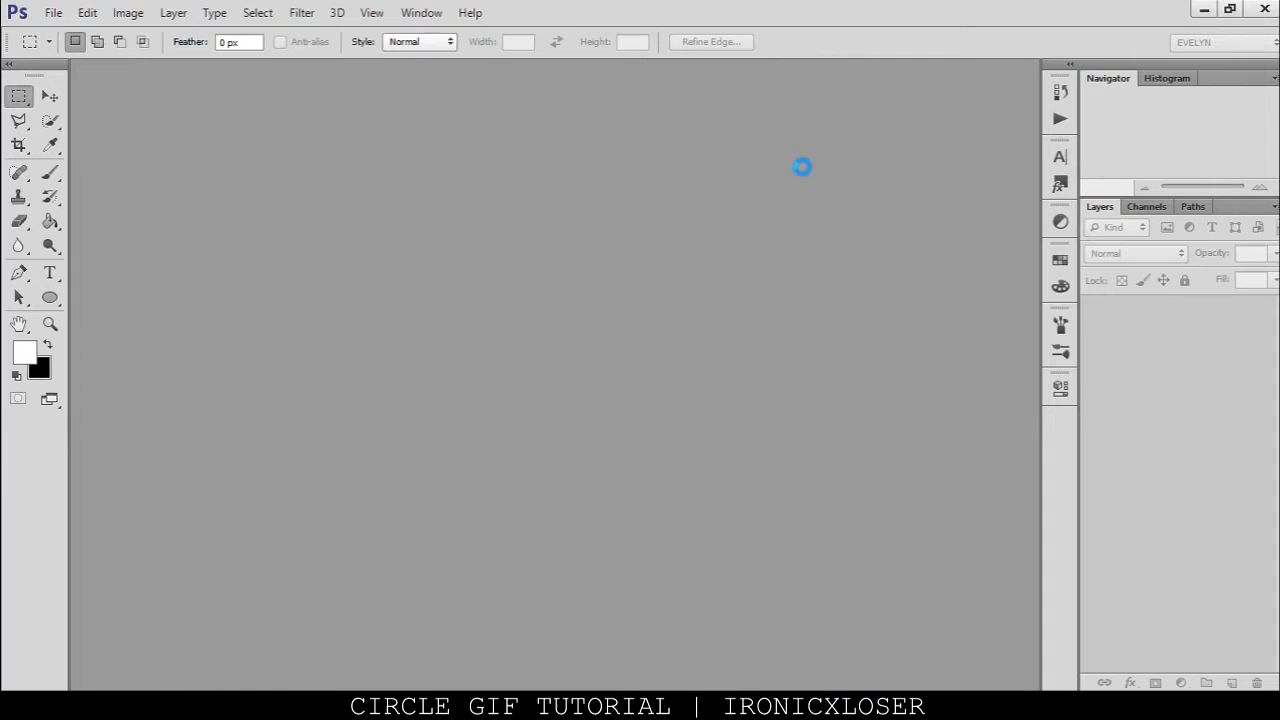 Ps File Edit Image Layer Type Select Filter 3D View Window Help
Feather: 0 px Anti-alias Style: Normal Width: Height: Refine Edge... EVELYN
Navigator Histogram
Layers Channels Paths
Kind
Normal Opacity:
Lock: Fill:
CIRCLE GIF TUTORIAL | IRONICXLOSER